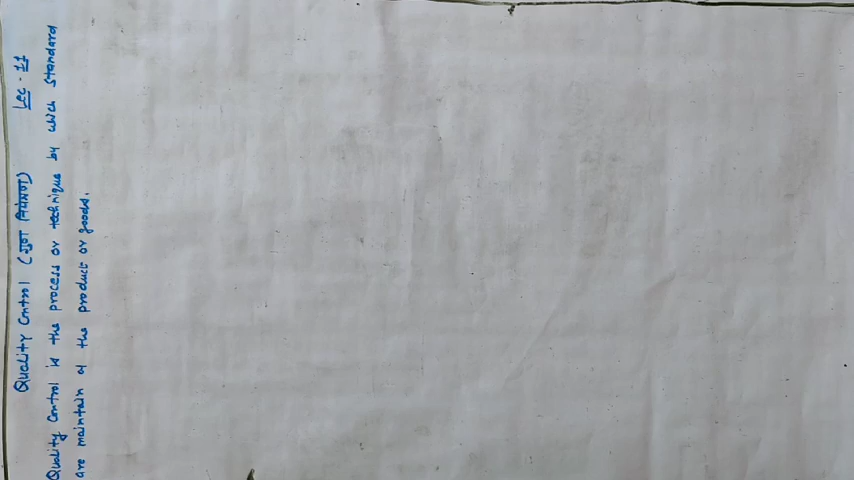 Quality Control (गुण नियंत्रण) Lec - 11
Quality Control is the process or technique by which standard
are maintain of the product or goods.